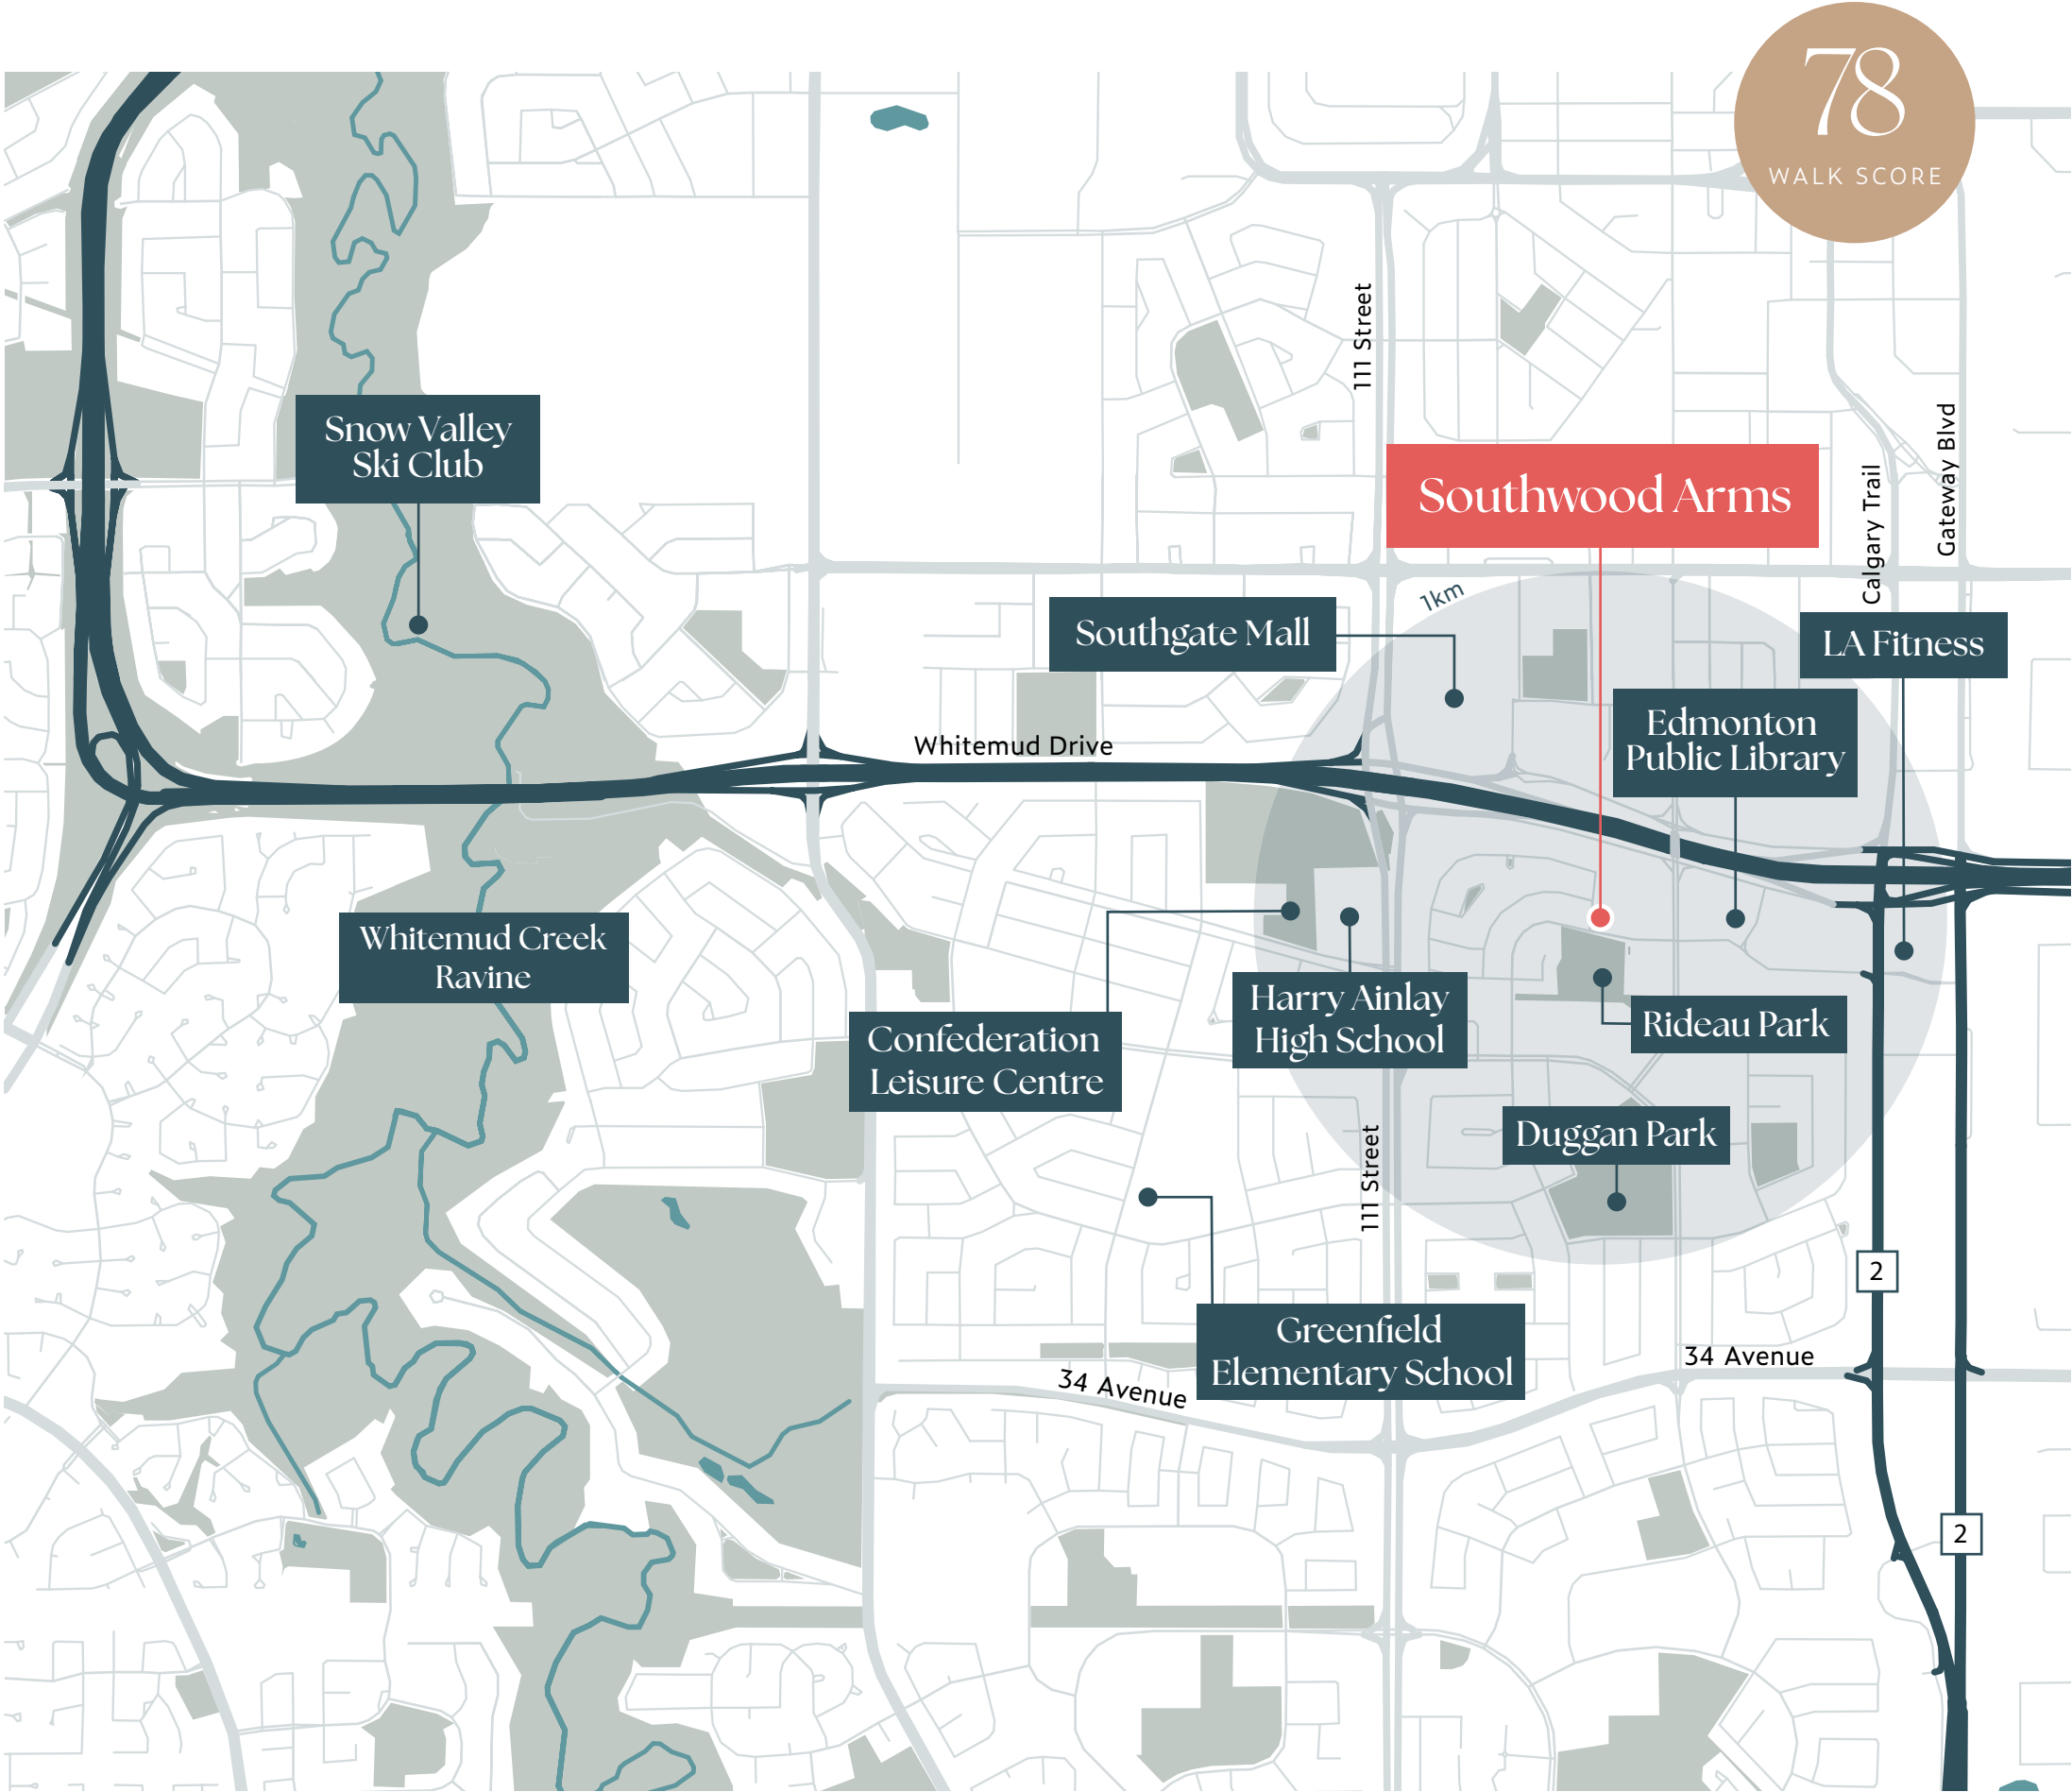 78
WALK SCORE
111 Street
Snow Valley
Ski Club
Southwood Arms
Calgary Trail
Gateway Blvd
1km
Southgate Mall
LA Fitness
Edmonton
Public Library
Whitemud Drive
Whitemud Creek
Ravine
Harry Ainlay
High School
Rideau Park
Confederation
Leisure Centre
Duggan Park
111 Street
2
Greenfield
Elementary School
34 Avenue
34 Avenue
2